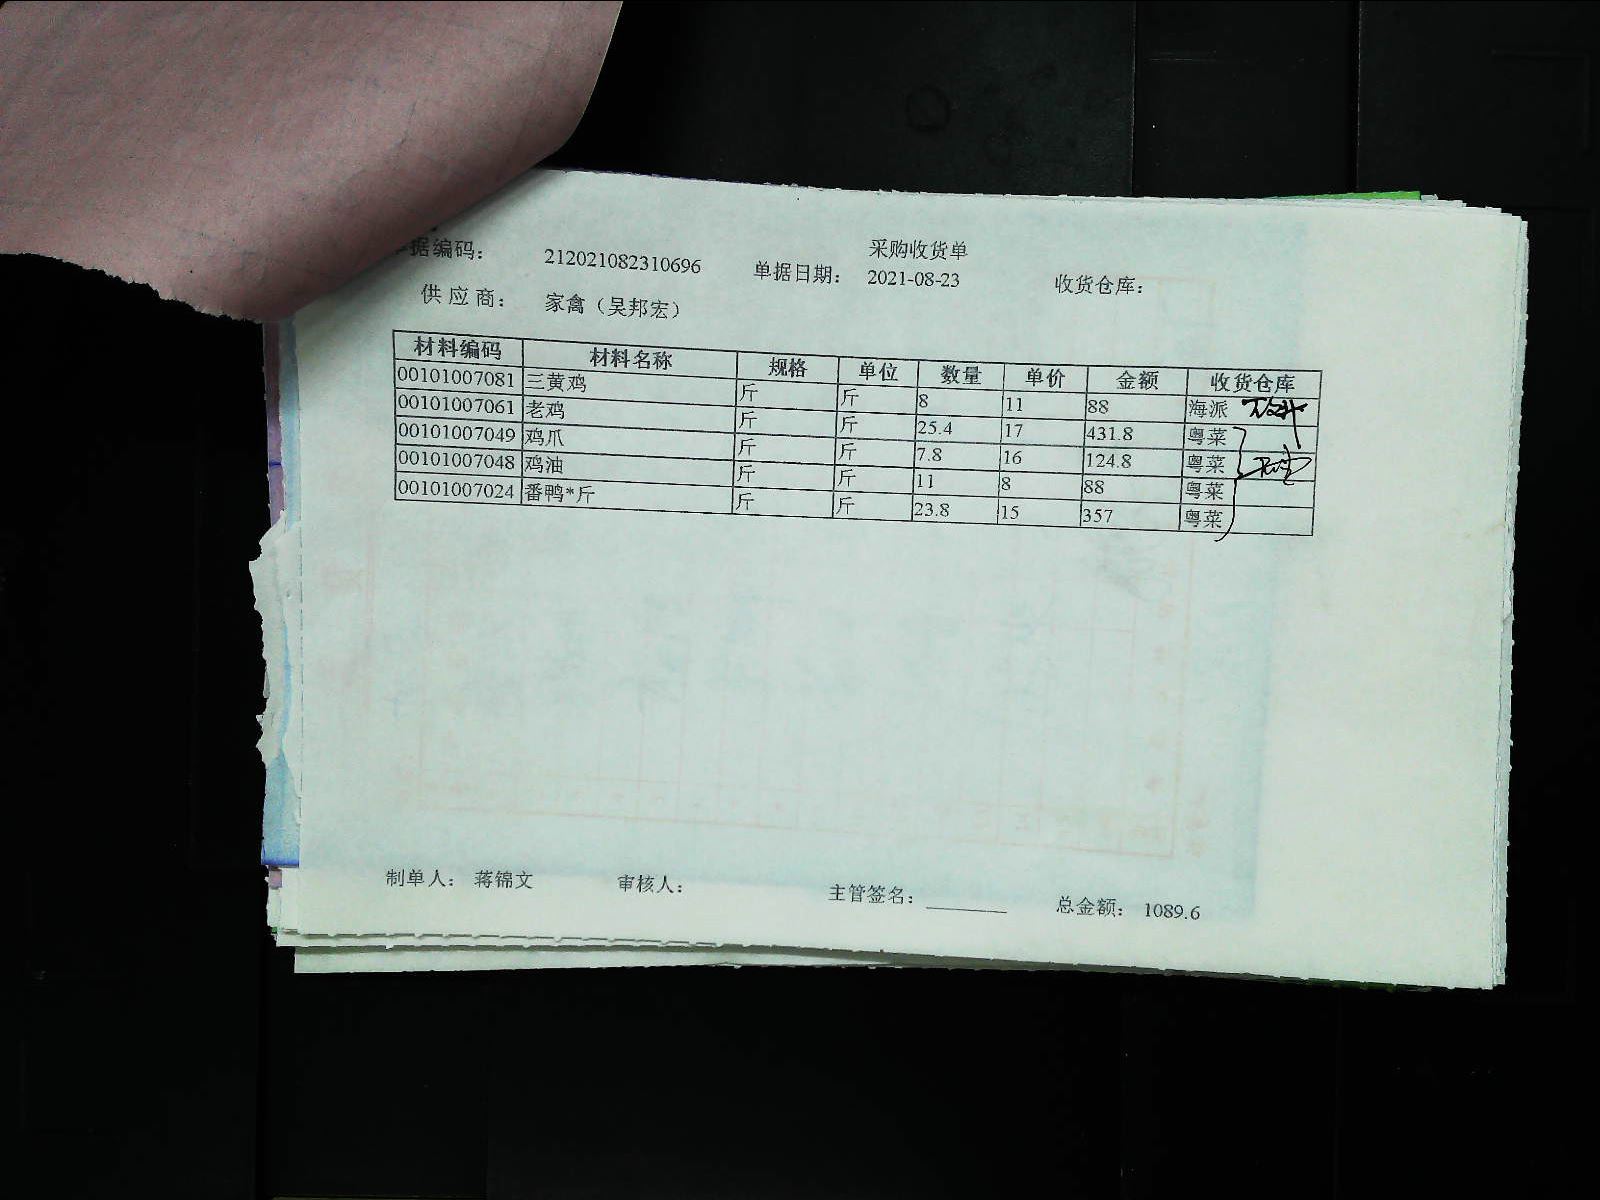 采购收货单
据编码： 212021082310696 单据日期： 2021-08-23 收货仓库：
供应商： 家禽（吴邦宏）
材料编码 材料名称 规格 单位 数量 单价 金额 收货仓库
00101007081 三黄鸡 斤 斤 8 11 88 海派
00101007061 老鸡 斤 斤 25.4 17 431.8 粤菜
00101007049 鸡爪 斤 斤 7.8 16 124.8 粤菜
00101007048 鸡油 斤 斤 11 8 88 粤菜
00101007024 番鸭*斤 斤 斤 23.8 15 357 粤菜
制单人： 蒋锦文 审核人： 主管签名：________ 总金额： 1089.6